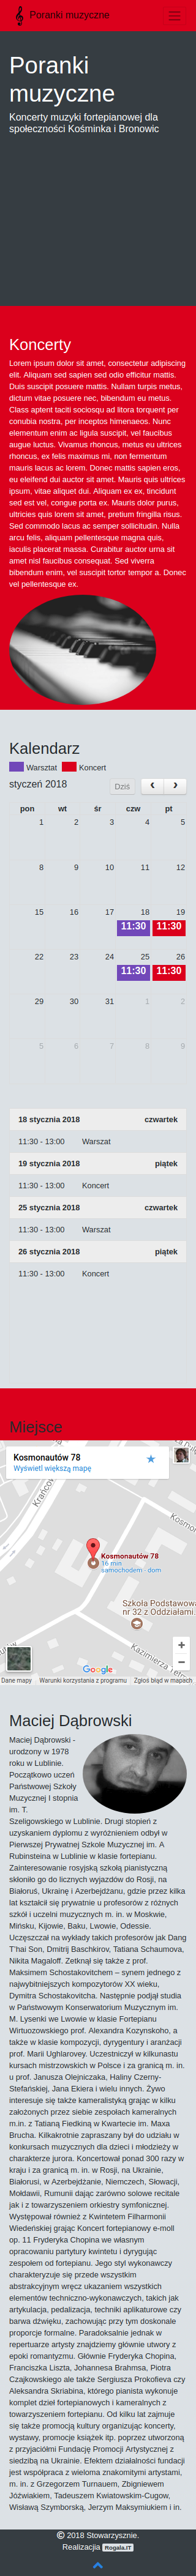 Poranki muzyczne
Poranki
muzyczne
Koncerty muzyki fortepianowej dla
społeczności Kośminka i Bronowic
Koncerty
Lorem ipsum dolor sit amet, consectetur adipiscing
elit. Aliquam sed sapien sed odio efficitur mattis.
Duis suscipit posuere mattis. Nullam turpis metus,
dictum vitae posuere nec, bibendum eu metus.
Class aptent taciti sociosqu ad litora torquent per
conubia nostra, per inceptos himenaeos. Nunc
elementum enim ac ligula suscipit, vel faucibus
augue luctus. Vivamus rhoncus, metus eu ultrices
rhoncus, ex felis maximus mi, non fermentum
mauris lacus ac lorem. Donec mattis sapien eros,
eu eleifend dui auctor sit amet. Mauris quis ultrices
ipsum, vitae aliquet dui. Aliquam ex ex, tincidunt
sed est vel, congue porta ex. Mauris dolor purus,
ultricies quis lorem sit amet, pretium fringilla risus.
Sed commodo lacus ac semper sollicitudin. Nulla
arcu felis, aliquam pellentesque magna quis,
iaculis placerat massa. Curabitur auctor urna sit
amet nisl faucibus consequat. Sed viverra
bibendum enim, vel suscipit tortor tempor a. Donec
vel pellentesque ex.
Kalendarz
Warsztat Koncert
styczeń 2018 Dziś
pon wt śr czw pt
1 2 3 4 5
8 9 10 11 12
15 16 17 18 19
11:30 11:30
22 23 24 25 26
11:30 11:30
29 30 31 1 2
5 6 7 8 9
18 stycznia 2018 czwartek
11:30 - 13:00 Warszat
19 stycznia 2018 piątek
11:30 - 13:00 Koncert
25 stycznia 2018 czwartek
11:30 - 13:00 Warszat
26 stycznia 2018 piątek
11:30 - 13:00 Koncert
Miejsce
Kosmonautów 78
Wyświetl większą mapę
Krańcowa
Kosmonautów 78
16 min
samochodem - dom
Szkoła Podstawowa
nr 32 z Oddziałami...
Google
Dane mapy Warunki korzystania z programu Zgłoś błąd w mapach
Maciej Dąbrowski
Maciej Dąbrowski -
urodzony w 1978
roku w Lublinie.
Początkowo uczeń
Państwowej Szkoły
Muzycznej I stopnia
im. T.
Szeligowskiego w Lublinie. Drugi stopień z
uzyskaniem dyplomu z wyróżnieniem odbył w
Pierwszej Prywatnej Szkole Muzycznej im. A
Rubinsteina w Lublinie w klasie fortepianu.
Zainteresowanie rosyjską szkołą pianistyczną
skłoniło go do licznych wyjazdów do Rosji, na
Białoruś, Ukrainę i Azerbejdżanu, gdzie przez kilka
lat kształcił się prywatnie u profesorów z różnych
szkół i uczelni muzycznych m. in. w Moskwie,
Mińsku, Kijowie, Baku, Lwowie, Odessie.
Uczęszczał na wykłady takich profesorów jak Dang
T'hai Son, Dmitrij Baschkirov, Tatiana Schaumova,
Nikita Magaloff. Zetknął się także z prof.
Maksimem Schostakovitchem – synem jednego z
najwybitniejszych kompozytorów XX wieku,
Dymitra Schostakovitcha. Następnie podjął studia
w Państwowym Konserwatorium Muzycznym im.
M. Lysenki we Lwowie w klasie Fortepianu
Wirtuozowskiego prof. Alexandra Kozynskoho, a
także w klasie kompozycji, dyrygentury i aranżacji
prof. Marii Ughlarowej. Uczestniczył w kilkunastu
kursach mistrzowskich w Polsce i za granicą m. in.
u prof. Janusza Olejniczaka, Haliny Czerny-
Stefańskiej, Jana Ekiera i wielu innych. Żywo
interesuje się także kameralistyką grając w kilku
założonych przez siebie zespołach kameralnych
m.in. z Tatianą Fiedkiną w Kwartecie im. Maxa
Brucha. Kilkakrotnie zapraszany był do udziału w
konkursach muzycznych dla dzieci i młodzieży w
charakterze jurora. Koncertował ponad 300 razy w
kraju i za granicą m. in. w Rosji, na Ukrainie,
Białorusi, w Azerbejdżanie, Niemczech, Słowacji,
Mołdawii, Rumunii dając zarówno solowe recitale
jak i z towarzyszeniem orkiestry symfonicznej.
Występował również z Kwintetem Filharmonii
Wiedeńskiej grając Koncert fortepianowy e-moll
op. 11 Fryderyka Chopina we własnym
opracowaniu partytury kwintetu i dyrygując
zespołem od fortepianu. Jego styl wykonawczy
charakteryzuje się przede wszystkim
abstrakcyjnym wręcz ukazaniem wszystkich
elementów techniczno-wykonawczych, takich jak
artykulacja, pedalizacja, techniki aplikaturowe czy
barwa dźwięku, zachowując przy tym doskonałe
proporcje formalne. Paradoksalnie jednak w
repertuarze artysty znajdziemy głównie utwory z
epoki romantyzmu. Głównie Fryderyka Chopina,
Franciszka Liszta, Johannesa Brahmsa, Piotra
Czajkowskiego ale także Sergiusza Prokofieva czy
Aleksandra Skriabina, którego pianista wykonuje
komplet dzieł fortepianowych i kameralnych z
towarzyszeniem fortepianu. Od kilku lat zajmuje
się także promocją kultury organizując koncerty,
wystawy, promocje książek itp. poprzez utworzoną
z przyjaciółmi Fundację Promocji Artystycznej z
siedzibą na Ukrainie. Efektem działalności fundacji
jest współpraca z wieloma znakomitymi artystami,
m. in. z Grzegorzem Turnauem, Zbigniewem
Jóźwiakiem, Tadeuszem Kwiatowskim-Cugow,
Wisławą Szymborską, Jerzym Maksymiukiem i in.
© 2018 Stowarzysznie.
Realizacjia Rogala.IT